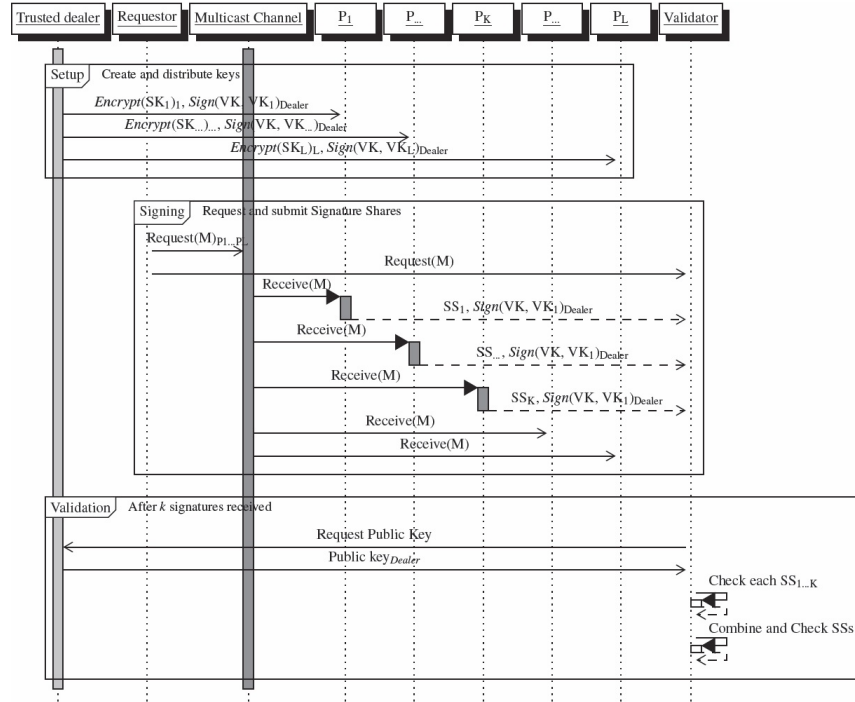 Trusted dealer Requestor Multicast Channel P1 P... PK P... PL Validator
Setup Create and distribute keys
Encrypt(SK1)1, Sign(VK, VK1)Dealer
Encrypt(SK...)..., Sign(VK, VK...)Dealer
Encrypt(SKL)L, Sign(VK, VKL)Dealer
Signing Request and submit Signature Shares
Request(M)P1...PL
Request(M)
Receive(M)
SS1, Sign(VK, VK1)Dealer
Receive(M)
SS..., Sign(VK, VK1)Dealer
Receive(M)
SSK, Sign(VK, VK1)Dealer
Receive(M)
Receive(M)
Validation After k signatures received
Request Public Key
Public keyDealer
Check each SS1...K
Combine and Check SSs